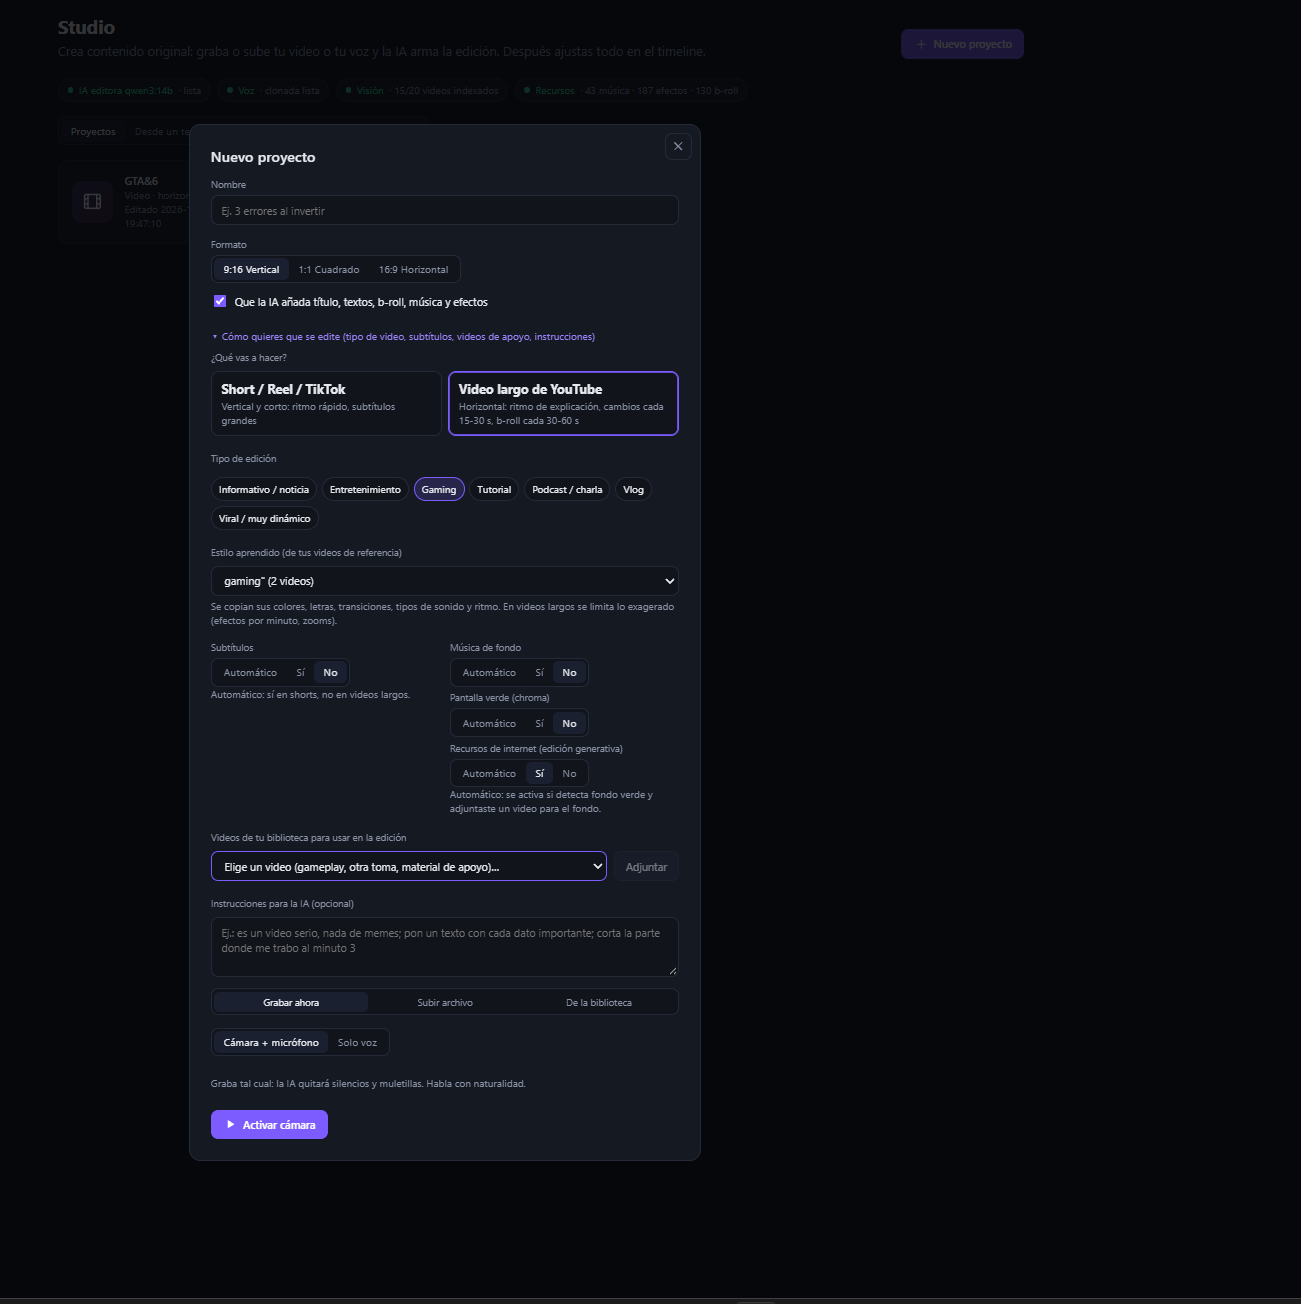 Studio
Crea contenido original: graba o sube tu video o tu voz y la IA arma la edición. Después ajustas todo en el timeline.
+ Nuevo proyecto
IA editora qwen3:14b · lista
Voz · clonada lista
Visión · 15/20 videos indexados
Recursos · 43 música · 187 efectos · 130 b-roll
Proyectos
Desde un te
GTA&6
Video · horizon
Editado 2026-
19:47:10
Nuevo proyecto
Nombre
Ej. 3 errores al invertir
Formato
9:16 Vertical
1:1 Cuadrado
16:9 Horizontal
Que la IA añada título, textos, b-roll, música y efectos
Cómo quieres que se edite (tipo de video, subtítulos, videos de apoyo, instrucciones)
¿Qué vas a hacer?
Short / Reel / TikTok
Vertical y corto: ritmo rápido, subtítulos
grandes
Video largo de YouTube
Horizontal: ritmo de explicación, cambios cada
15-30 s, b-roll cada 30-60 s
Tipo de edición
Informativo / noticia
Entretenimiento
Gaming
Tutorial
Podcast / charla
Vlog
Viral / muy dinámico
Estilo aprendido (de tus videos de referencia)
gaming" (2 videos)
Se copian sus colores, letras, transiciones, tipos de sonido y ritmo. En videos largos se limita lo exagerado
(efectos por minuto, zooms).
Subtítulos
Automático Sí No
Automático: sí en shorts, no en videos largos.
Música de fondo
Automático Sí No
Pantalla verde (chroma)
Automático Sí No
Recursos de internet (edición generativa)
Automático Sí No
Automático: se activa si detecta fondo verde y
adjuntaste un video para el fondo.
Videos de tu biblioteca para usar en la edición
Elige un video (gameplay, otra toma, material de apoyo)...
Adjuntar
Instrucciones para la IA (opcional)
Ej.: es un video serio, nada de memes; pon un texto con cada dato importante; corta la parte
donde me trabo al minuto 3
Grabar ahora
Subir archivo
De la biblioteca
Cámara + micrófono
Solo voz
Graba tal cual: la IA quitará silencios y muletillas. Habla con naturalidad.
Activar cámara